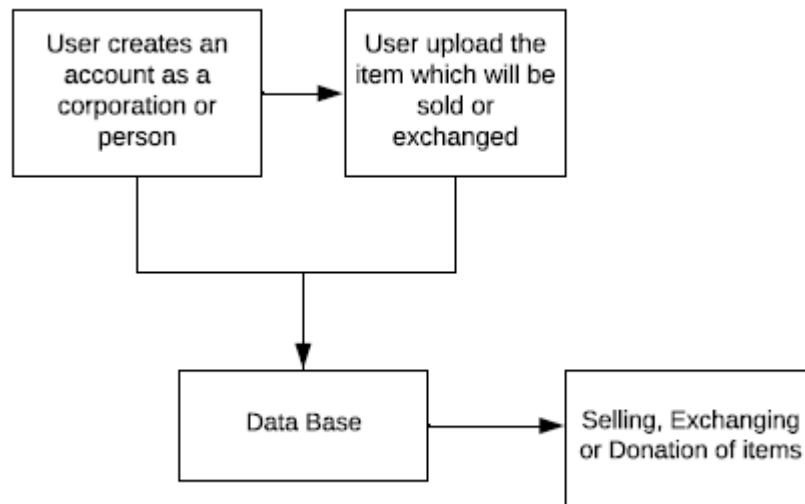 User creates an
account as a
corporation or
person
User upload the
item which will be
sold or
exchanged
Data Base
Selling, Exchanging
or Donation of items